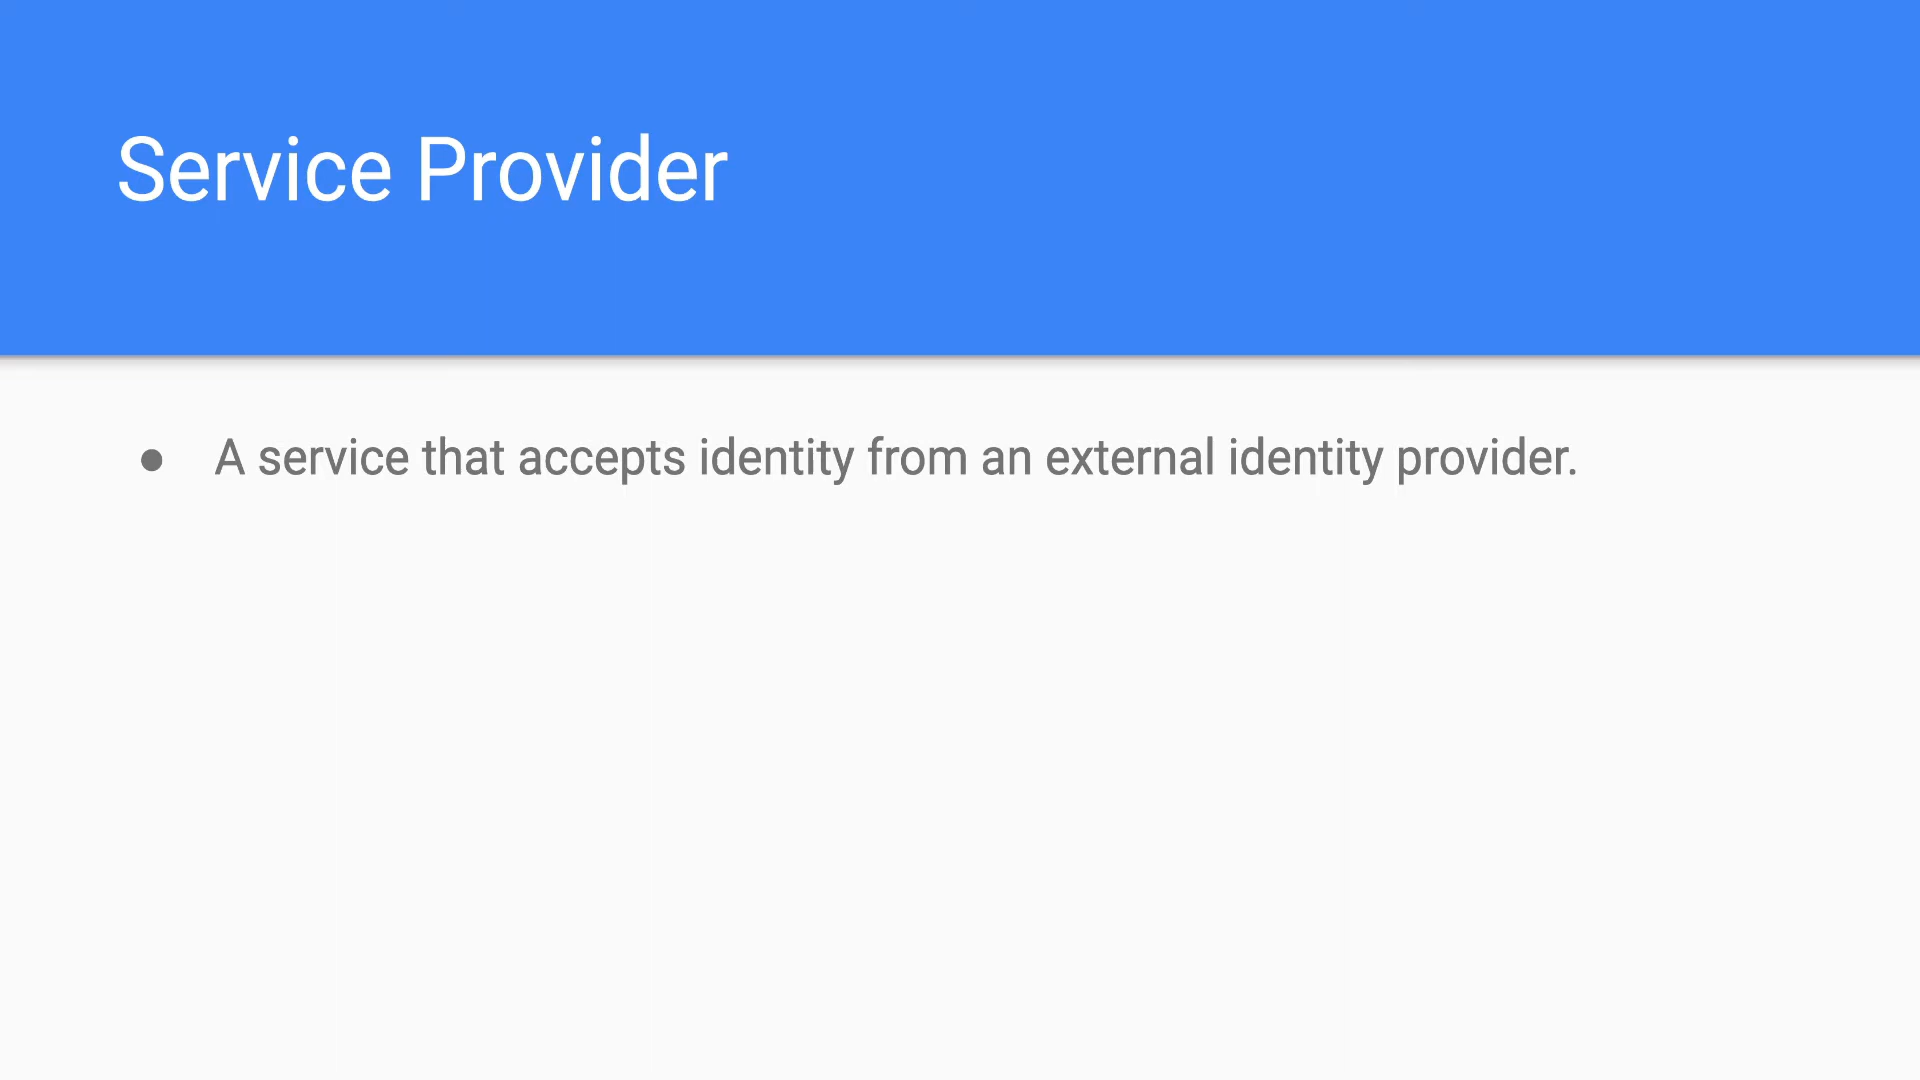 Service Provider
● A service that accepts identity from an external identity provider.